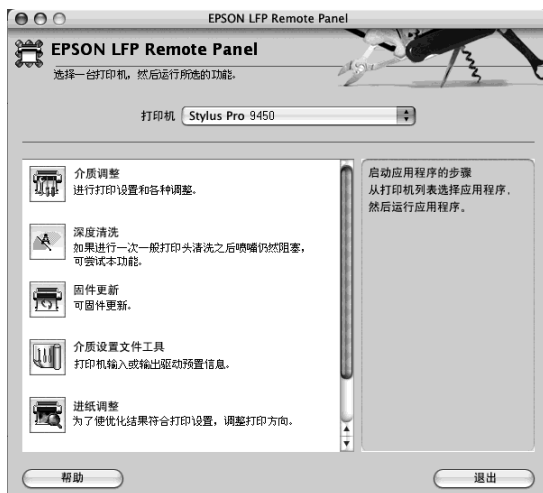 EPSON LFP Remote Panel
EPSON LFP Remote Panel
选择一台打印机，然后运行所选的功能。
打印机 Stylus Pro 9450
介质调整
进行打印设置和各种调整。
深度清洗
如果进行一次一般打印头清洗之后喷嘴仍然阻塞，
可尝试本功能。
固件更新
可固件更新。
介质设置文件工具
打印机输入或输出驱动预置信息。
进纸调整
为了使优化结果符合打印设置，调整打印方向。
启动应用程序的步骤
从打印机列表选择应用程序．
然后运行应用程序。
帮助
退出